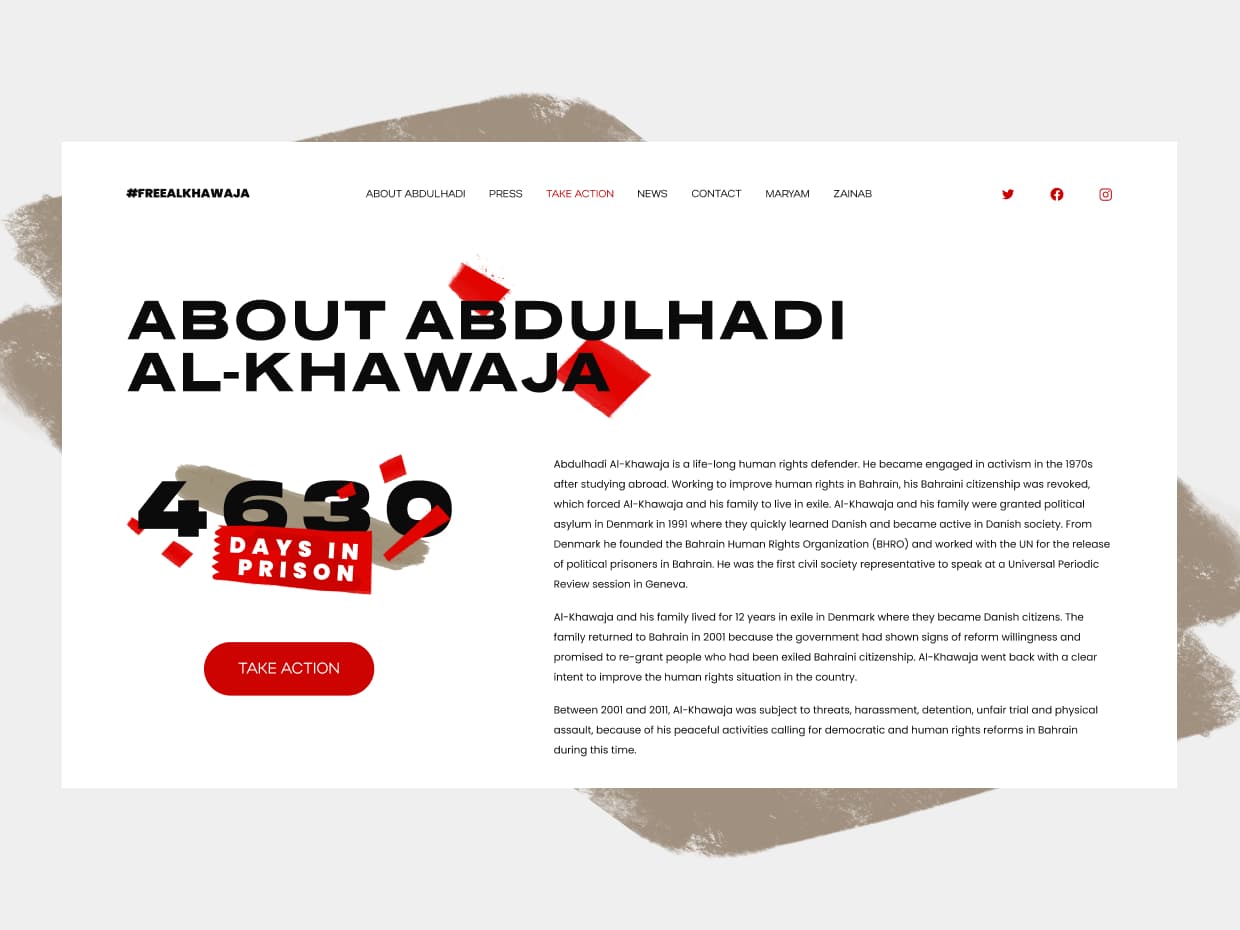 #FREEALKHAWAJA
ABOUT ABDULHADI PRESS TAKE ACTION NEWS CONTACT MARYAM ZAINAB
ABOUT ABDULHADI
AL-KHAWAJA
4630
DAYS IN
PRISON
TAKE ACTION
Abdulhadi Al-Khawaja is a life-long human rights defender. He became engaged in activism in the 1970s
after studying abroad. Working to improve human rights in Bahrain, his Bahraini citizenship was revoked,
which forced Al-Khawaja and his family to live in exile. Al-Khawaja and his family were granted political
asylum in Denmark in 1991 where they quickly learned Danish and became active in Danish society. From
Denmark he founded the Bahrain Human Rights Organization (BHRO) and worked with the UN for the release
of political prisoners in Bahrain. He was the first civil society representative to speak at a Universal Periodic
Review session in Geneva.
Al-Khawaja and his family lived for 12 years in exile in Denmark where they became Danish citizens. The
family returned to Bahrain in 2001 because the government had shown signs of reform willingness and
promised to re-grant people who had been exiled Bahraini citizenship. Al-Khawaja went back with a clear
intent to improve the human rights situation in the country.
Between 2001 and 2011, Al-Khawaja was subject to threats, harassment, detention, unfair trial and physical
assault, because of his peaceful activities calling for democratic and human rights reforms in Bahrain
during this time.